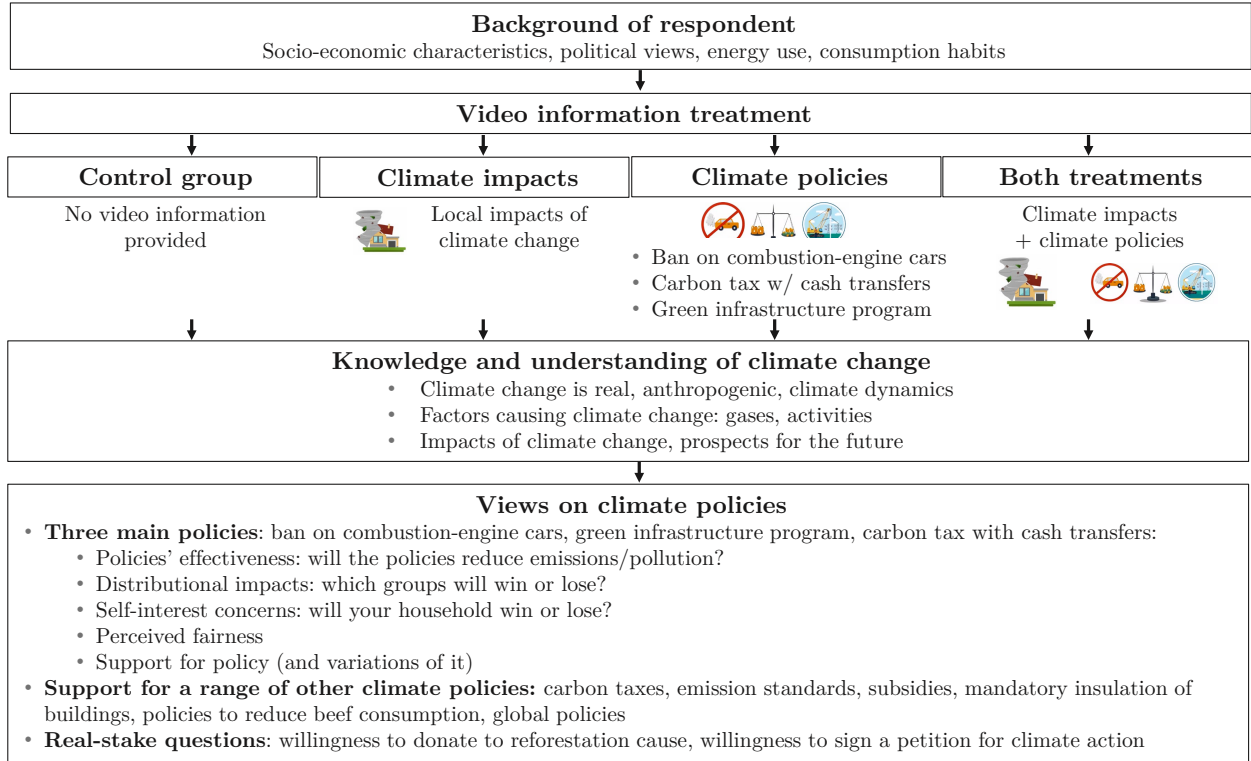 Background of respondent
Socio-economic characteristics, political views, energy use, consumption habits
Video information treatment
Control group
No video information
provided
Climate impacts
Local impacts of
climate change
Climate policies
• Ban on combustion-engine cars
• Carbon tax w/ cash transfers
• Green infrastructure program
Both treatments
Climate impacts
+ climate policies
Knowledge and understanding of climate change
• Climate change is real, anthropogenic, climate dynamics
• Factors causing climate change: gases, activities
• Impacts of climate change, prospects for the future
Views on climate policies
• Three main policies: ban on combustion-engine cars, green infrastructure program, carbon tax with cash transfers:
• Policies' effectiveness: will the policies reduce emissions/pollution?
• Distributional impacts: which groups will win or lose?
• Self-interest concerns: will your household win or lose?
• Perceived fairness
• Support for policy (and variations of it)
• Support for a range of other climate policies: carbon taxes, emission standards, subsidies, mandatory insulation of
buildings, policies to reduce beef consumption, global policies
• Real-stake questions: willingness to donate to reforestation cause, willingness to sign a petition for climate action